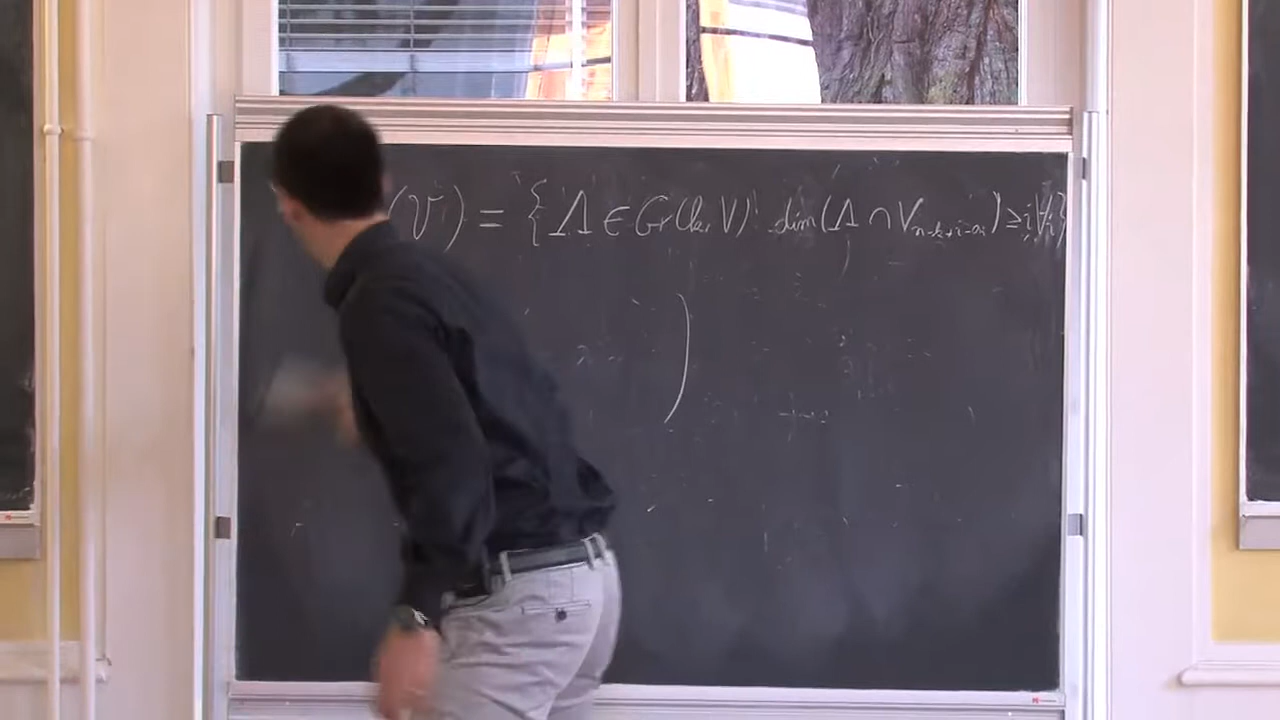 (V) = { Λ ∈ Gr(k, V) : dim(Λ ∩ V_{n-k+i-a_i}) ≥ i ∀i }
)